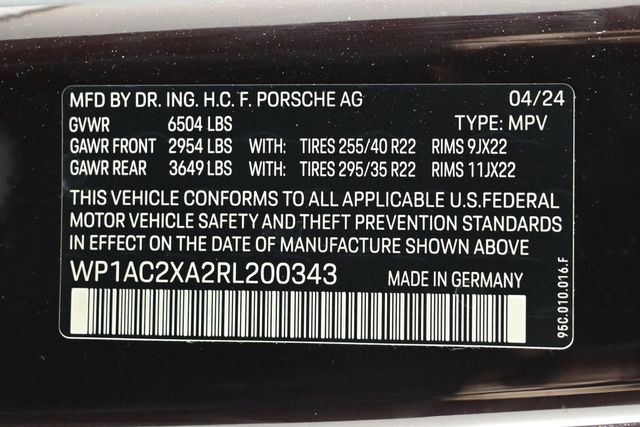 MFD BY DR. ING. H.C. F. PORSCHE AG 04/24
GVWR 6504 LBS TYPE: MPV
GAWR FRONT 2954 LBS WITH: TIRES 255/40 R22 RIMS 9JX22
GAWR REAR 3649 LBS WITH: TIRES 295/35 R22 RIMS 11JX22
THIS VEHICLE CONFORMS TO ALL APPLICABLE U.S.FEDERAL
MOTOR VEHICLE SAFETY AND THEFT PREVENTION STANDARDS
IN EFFECT ON THE DATE OF MANUFACTURE SHOWN ABOVE
WP1AC2XA2RL200343 MADE IN GERMANY
95C.010.016.F